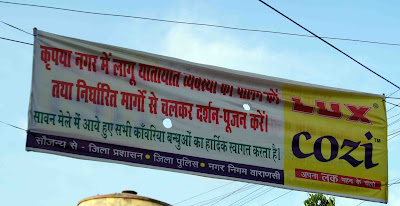 कृपया नगर में लागू यातायात व्यवस्था का पालन करें
तथा निर्धारित मार्गो से चलकर दर्शन-पूजन करें।
सावन मेले में आये हुए सभी काँवरिया बन्धुओं का हार्दिक स्वागत करता है।
सौजन्य से - जिला प्रशासन • जिला पुलिस • नगर निगम वाराणसी
LUX®
cozi™
अपना लक पहन के चलो